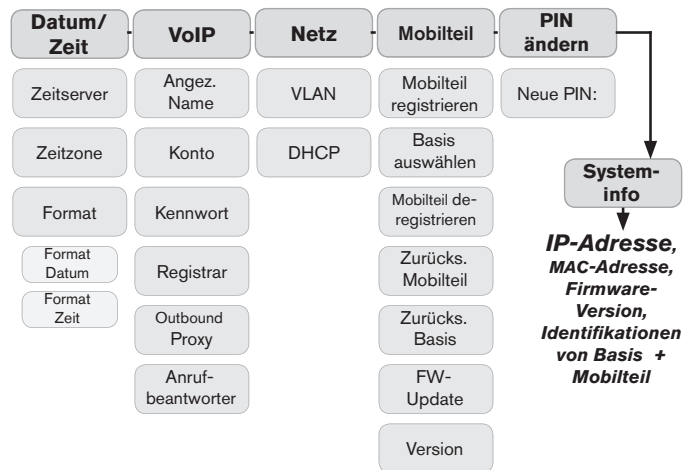 Datum/
Zeit
VoIP
Netz
Mobilteil
PIN
ändern
Zeitserver
Angez.
Name
VLAN
Mobilteil
registrieren
Neue PIN:
Zeitzone
Konto
DHCP
Basis
auswählen
System-
info
Format
Kennwort
Mobilteil de-
registrieren
Format
Datum
Format
Zeit
Registrar
Zurücks.
Mobilteil
Outbound
Proxy
Zurücks.
Basis
Anruf-
beantworter
FW-
Update
Version
IP-Adresse,
MAC-Adresse,
Firmware-
Version,
Identifikationen
von Basis +
Mobilteil